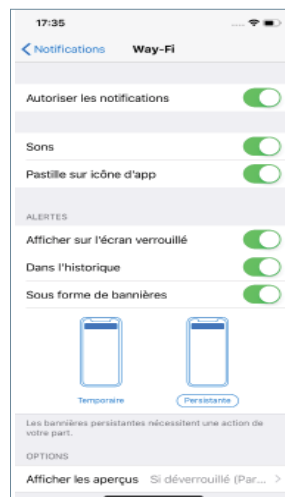 17:35
Notifications Way-Fi
Autoriser les notifications
Sons
Pastille sur icône d'app
ALERTES
Afficher sur l'écran verrouillé
Dans l'historique
Sous forme de bannières
Temporaire Persistante
Les bannières persistantes nécessitent une action de
votre part.
OPTIONS
Afficher les aperçus Si déverrouillé (Par...